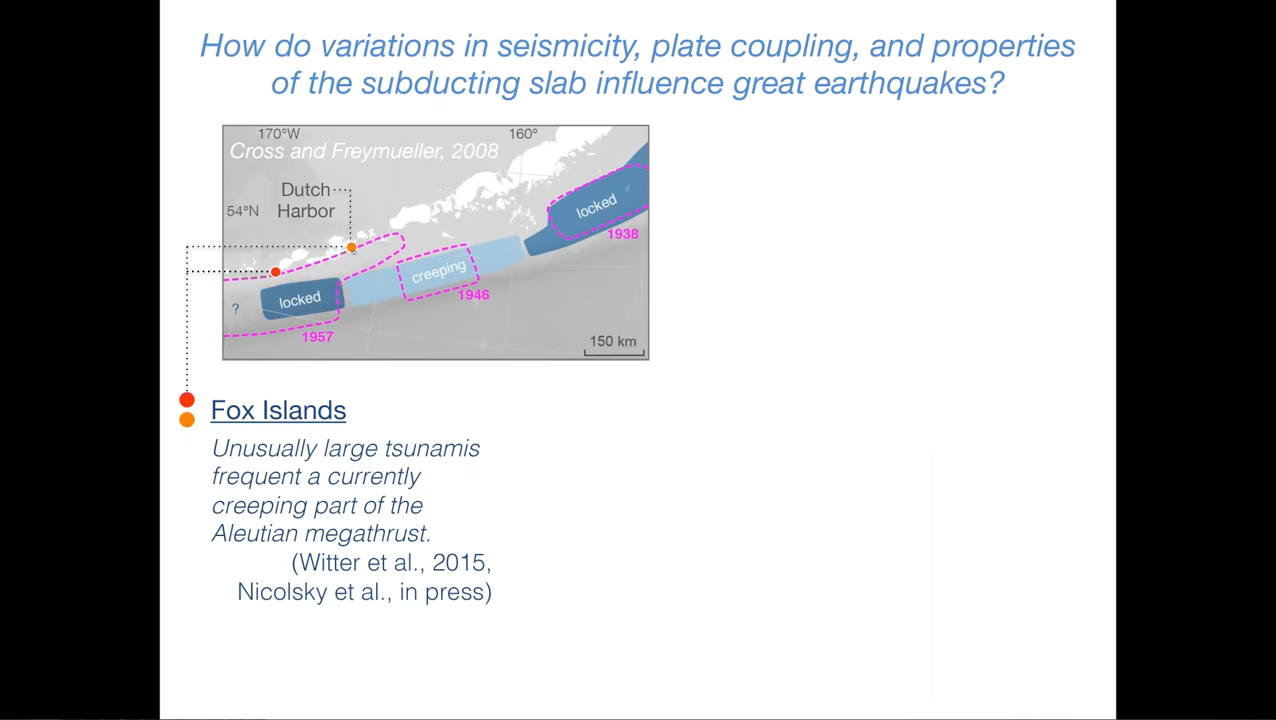 How do variations in seismicity, plate coupling, and properties
of the subducting slab influence great earthquakes?
170°W
160°
Cross and Freymueller, 2008
Dutch
Harbor
54°N
locked
1938
creeping
1946
locked
?
1957
150 km
Fox Islands
Unusually large tsunamis
frequent a currently
creeping part of the
Aleutian megathrust.
(Witter et al., 2015,
Nicolsky et al., in press)